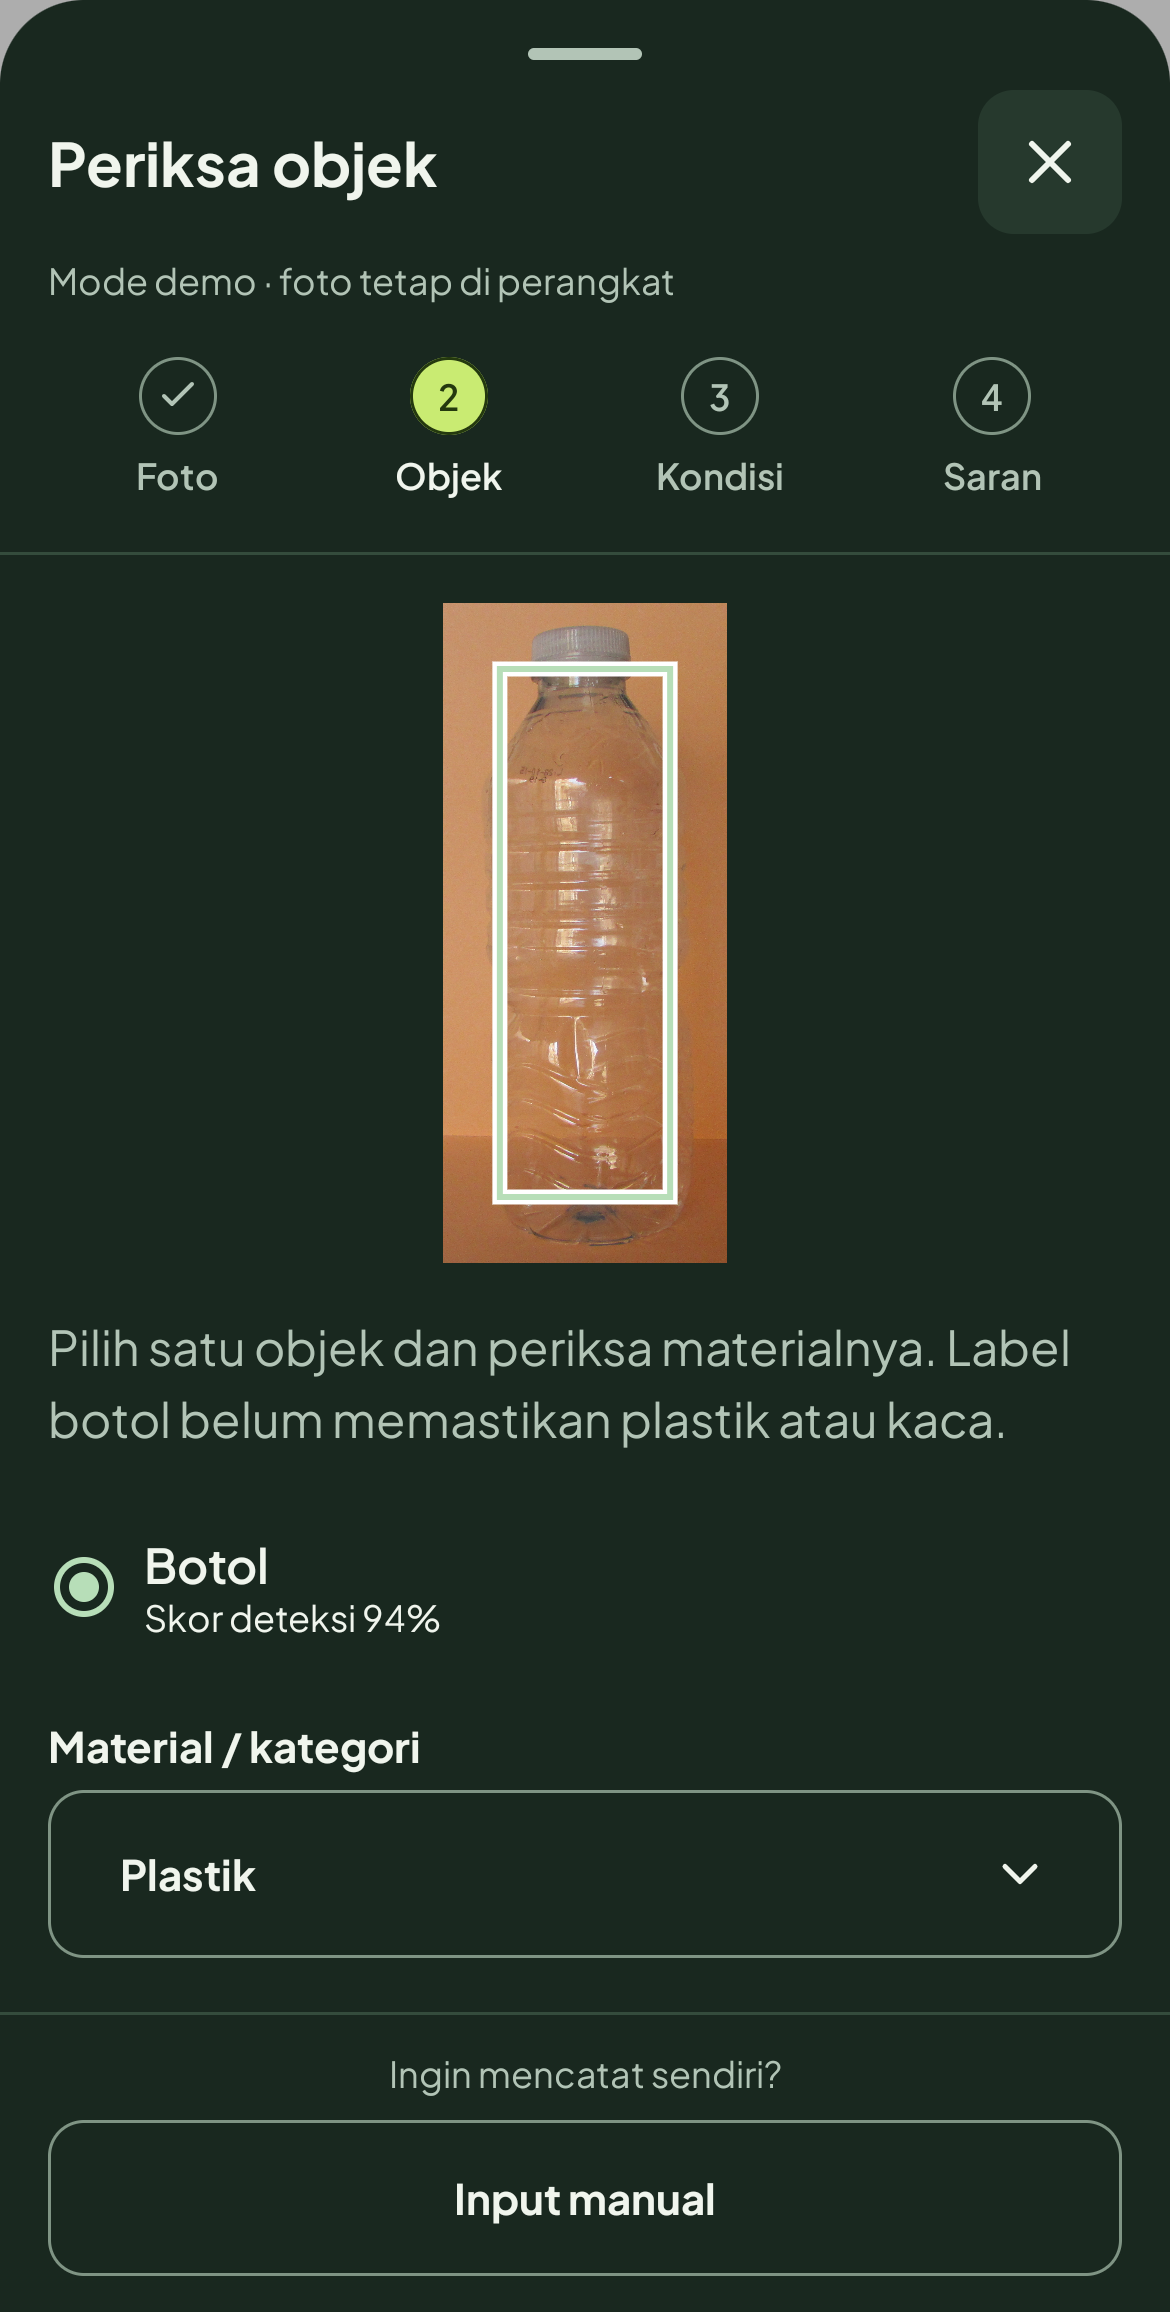 Periksa objek
Mode demo · foto tetap di perangkat
2
3
4
Foto
Objek
Kondisi
Saran
Pilih satu objek dan periksa materialnya. Label
botol belum memastikan plastik atau kaca.
Botol
Skor deteksi 94%
Material / kategori
Plastik
Ingin mencatat sendiri?
Input manual